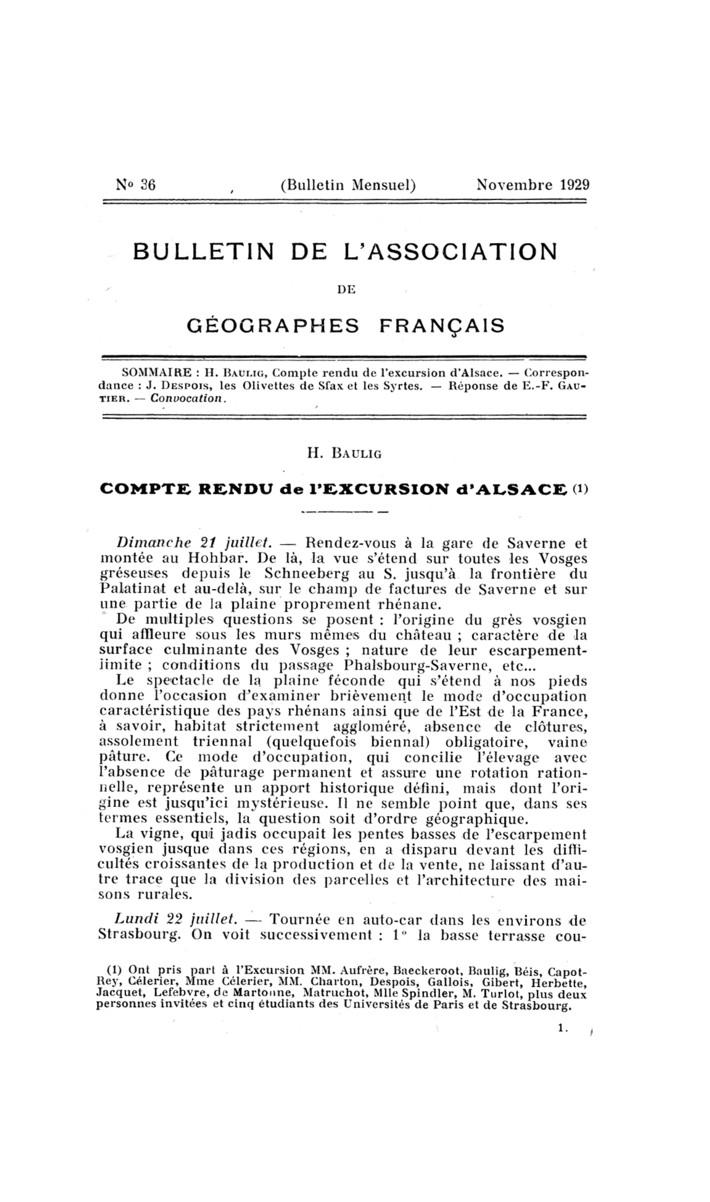 No 36 (Bulletin Mensuel) Novembre 1929
BULLETIN DE L'ASSOCIATION
DE
GÉOGRAPHES FRANÇAIS
SOMMAIRE : H. BAULIG, Compte rendu de l'excursion d'Alsace. — Correspon-
dance : J. DESPOIS, les Olivettes de Sfax et les Syrtes. — Réponse de E.-F. GAU-
TIER. — Convocation.
H. BAULIG
COMPTE RENDU de l'EXCURSION d'ALSACE (1)
Dimanche 21 juillet. — Rendez-vous à la gare de Saverne et
montée au Hohbar. De là, la vue s'étend sur toutes les Vosges
gréseuses depuis le Schneeberg au S. jusqu'à la frontière du
Palatinat et au-delà, sur le champ de factures de Saverne et sur
une partie de la plaine proprement rhénane.
De multiples questions se posent : l'origine du grès vosgien
qui affleure sous les murs mêmes du château ; caractère de la
surface culminante des Vosges ; nature de leur escarpement-
limite ; conditions du passage Phalsbourg-Saverne, etc...
Le spectacle de la plaine féconde qui s'étend à nos pieds
donne l'occasion d'examiner brièvement le mode d'occupation
caractéristique des pays rhénans ainsi que de l'Est de la France,
à savoir, habitat strictement aggloméré, absence de clôtures,
assolement triennal (quelquefois biennal) obligatoire, vaine
pâture. Ce mode d'occupation, qui concilie l'élevage avec
l'absence de pâturage permanent et assure une rotation ration-
nelle, représente un apport historique défini, mais dont l'ori-
gine est jusqu'ici mystérieuse. Il ne semble point que, dans ses
termes essentiels, la question soit d'ordre géographique.
La vigne, qui jadis occupait les pentes basses de l'escarpement
vosgien jusque dans ces régions, en a disparu devant les diffi-
cultés croissantes de la production et de la vente, ne laissant d'au-
tre trace que la division des parcelles et l'architecture des mai-
sons rurales.
Lundi 22 juillet. — Tournée en auto-car dans les environs de
Strasbourg. On voit successivement : 1° la basse terrasse cou-
(1) Ont pris part à l'Excursion MM. Aufrère, Baeckeroot, Baulig, Béis, Capot-
Rey, Célerier, Mme Célerier, MM. Charton, Despois, Gallois, Gibert, Herbette,
Jacquet, Lefebvre, de Martonne, Matruchot, Mlle Spindler, M. Turlot, plus deux
personnes invitées et cinq étudiants des Universités de Paris et de Strasbourg.
1.